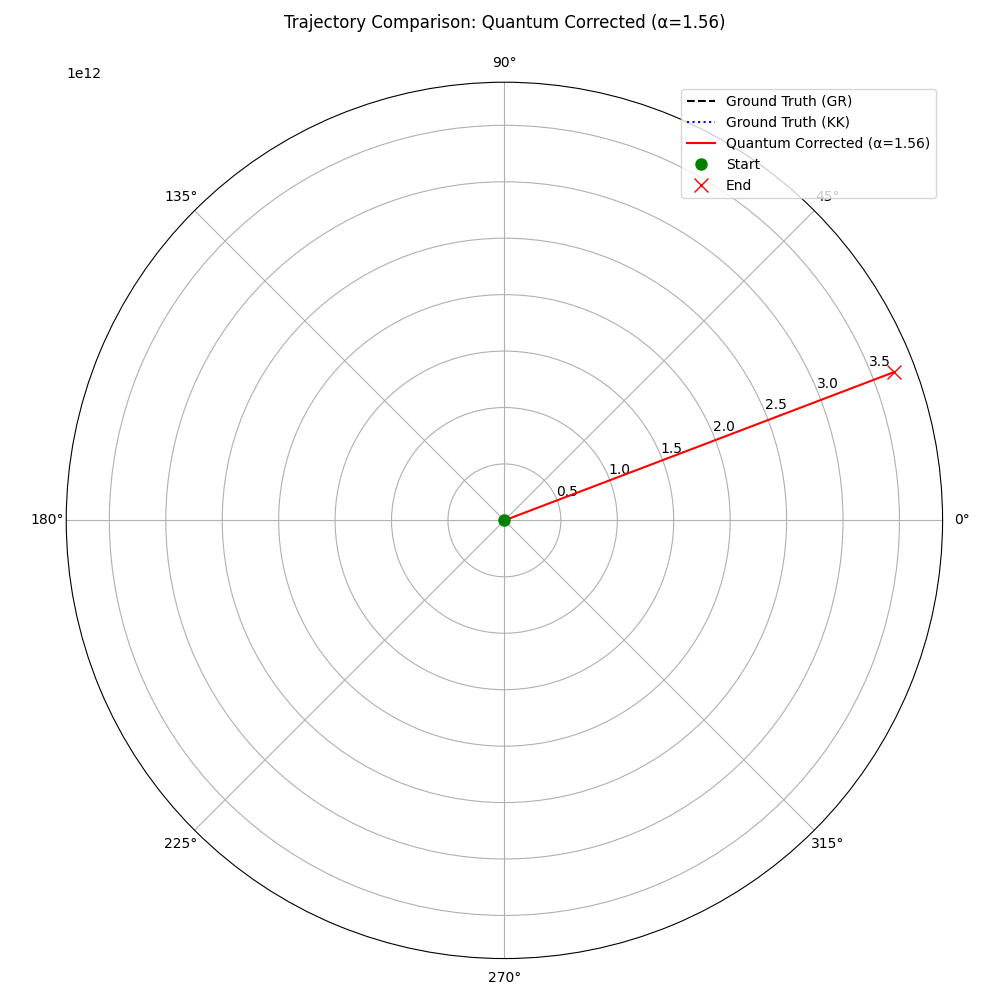 Trajectory Comparison: Quantum Corrected (α=1.56)
90°
1e12
Ground Truth (GR)
Ground Truth (KK)
Quantum Corrected (α=1.56)
Start
End
135°
45°
3.5
3.0
2.5
2.0
1.5
1.0
0.5
180°
0°
225°
315°
270°